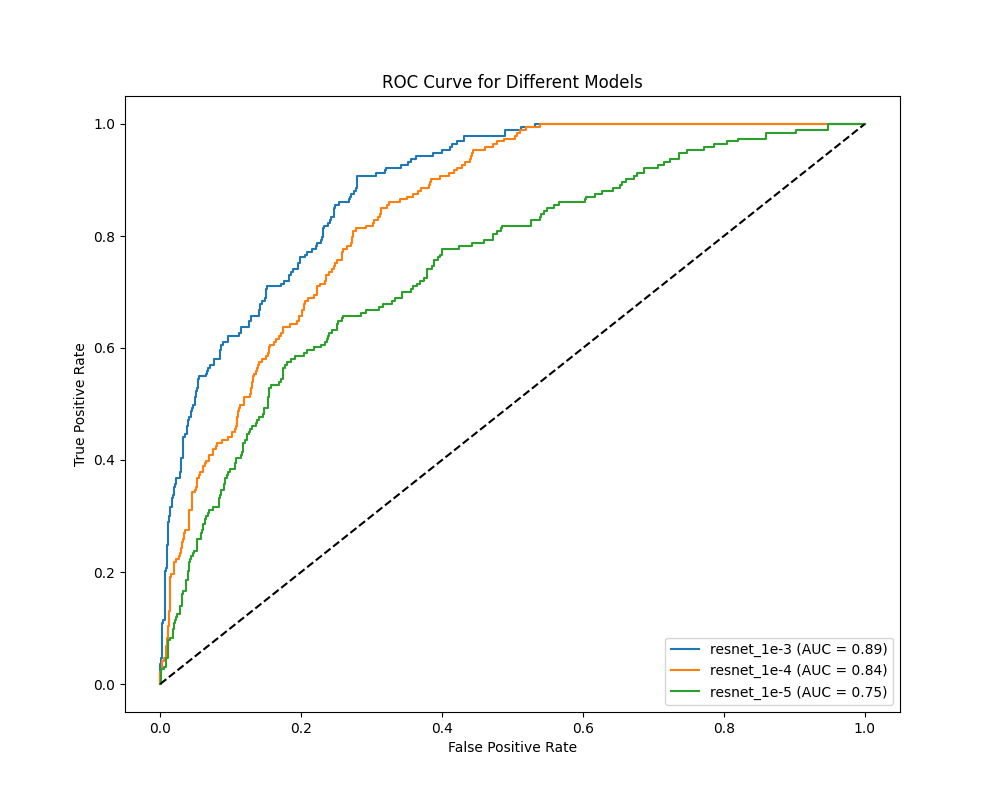 ROC Curve for Different Models
True Positive Rate
1.0
0.8
0.6
0.4
0.2
0.0
0.0 0.2 0.4 0.6 0.8 1.0
False Positive Rate
resnet_1e-3 (AUC = 0.89)
resnet_1e-4 (AUC = 0.84)
resnet_1e-5 (AUC = 0.75)